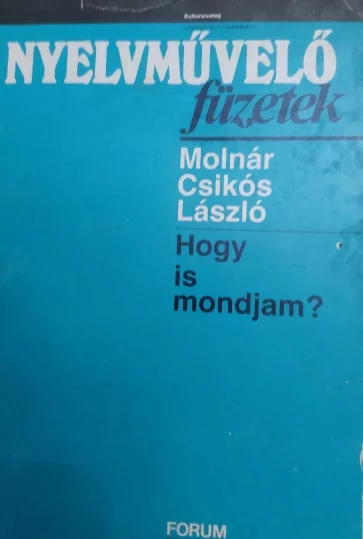 NYELVMŰVELŐ
füzetek
Molnár
Csikós
László
Hogy
is
mondjam?
FORUM